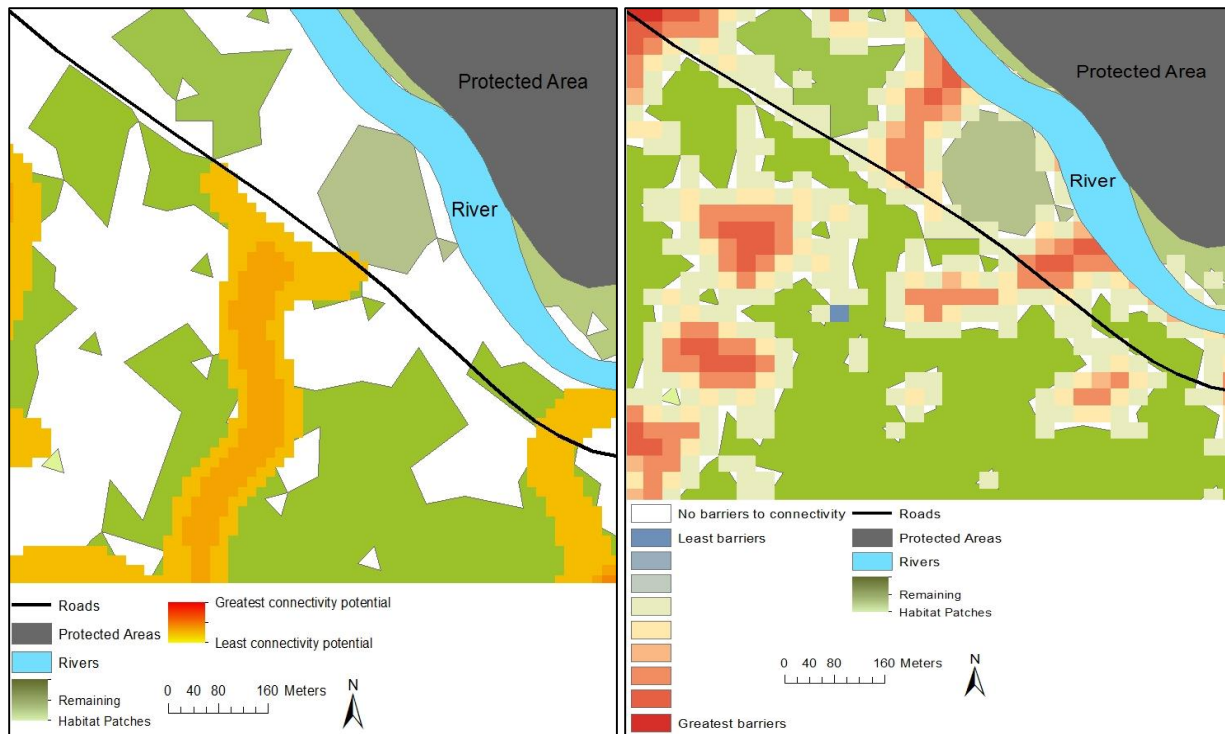 Protected Area
River
Roads
Protected Areas
Rivers
Remaining
Habitat Patches
Greatest connectivity potential
Least connectivity potential
0 40 80 160 Meters
N
Protected Area
River
No barriers to connectivity
Least barriers
Greatest barriers
Roads
Protected Areas
Rivers
Remaining
Habitat Patches
0 40 80 160 Meters
N